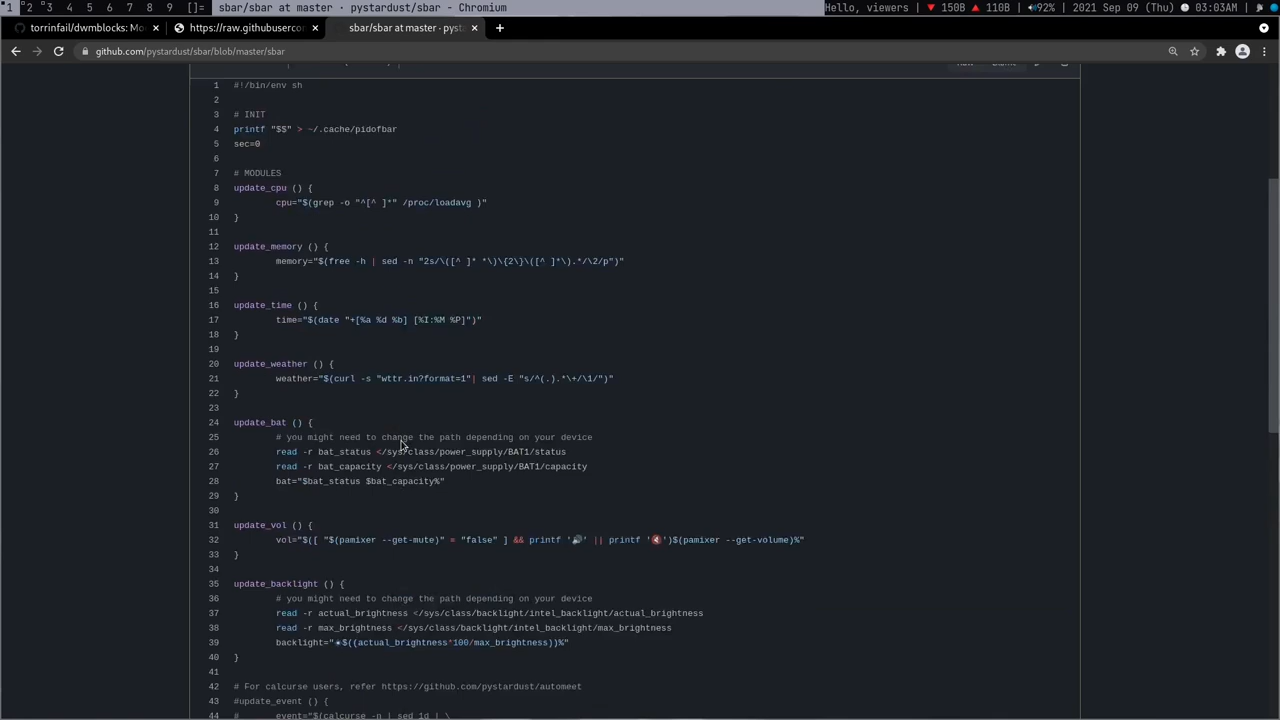 1 2 3 4 5 6 7 8 9 []= sbar/sbar at master · pystardust/sbar - Chromium Hello, viewers | 🔻 150B 🔺 110B | 🔊92% | 2021 Sep 09 (Thu) | 🕒 03:03AM |
torrinfail/dwmblocks: Mo × https://raw.githubuserco × sbar/sbar at master · pyst × +
github.com/pystardust/sbar/blob/master/sbar
1 #!/bin/env sh
2
3 # INIT
4 printf "$$" > ~/.cache/pidofbar
5 sec=0
6
7 # MODULES
8 update_cpu () {
9 cpu="$(grep -o "^[^ ]*" /proc/loadavg )"
10 }
11
12 update_memory () {
13 memory="$(free -h | sed -n "2s/\([^ ]* *\)\{2\}\([^ ]*\).*/\2/p")"
14 }
15
16 update_time () {
17 time="$(date "+[%a %d %b] [%I:%M %P]")"
18 }
19
20 update_weather () {
21 weather="$(curl -s "wttr.in?format=1"| sed -E "s/^(.).*\+/\1/")"
22 }
23
24 update_bat () {
25 # you might need to change the path depending on your device
26 read -r bat_status </sys/class/power_supply/BAT1/status
27 read -r bat_capacity </sys/class/power_supply/BAT1/capacity
28 bat="$bat_status $bat_capacity%"
29 }
30
31 update_vol () {
32 vol="$([ "$(pamixer --get-mute)" = "false" ] && printf '🔊' || printf '🔇')$(pamixer --get-volume)%"
33 }
34
35 update_backlight () {
36 # you might need to change the path depending on your device
37 read -r actual_brightness </sys/class/backlight/intel_backlight/actual_brightness
38 read -r max_brightness </sys/class/backlight/intel_backlight/max_brightness
39 backlight="☀$((actual_brightness*100/max_brightness))%"
40 }
41
42 # For calcurse users, refer https://github.com/pystardust/automeet
43 #update_event () {
44 # event="$(calcurse -n | sed 1d | \